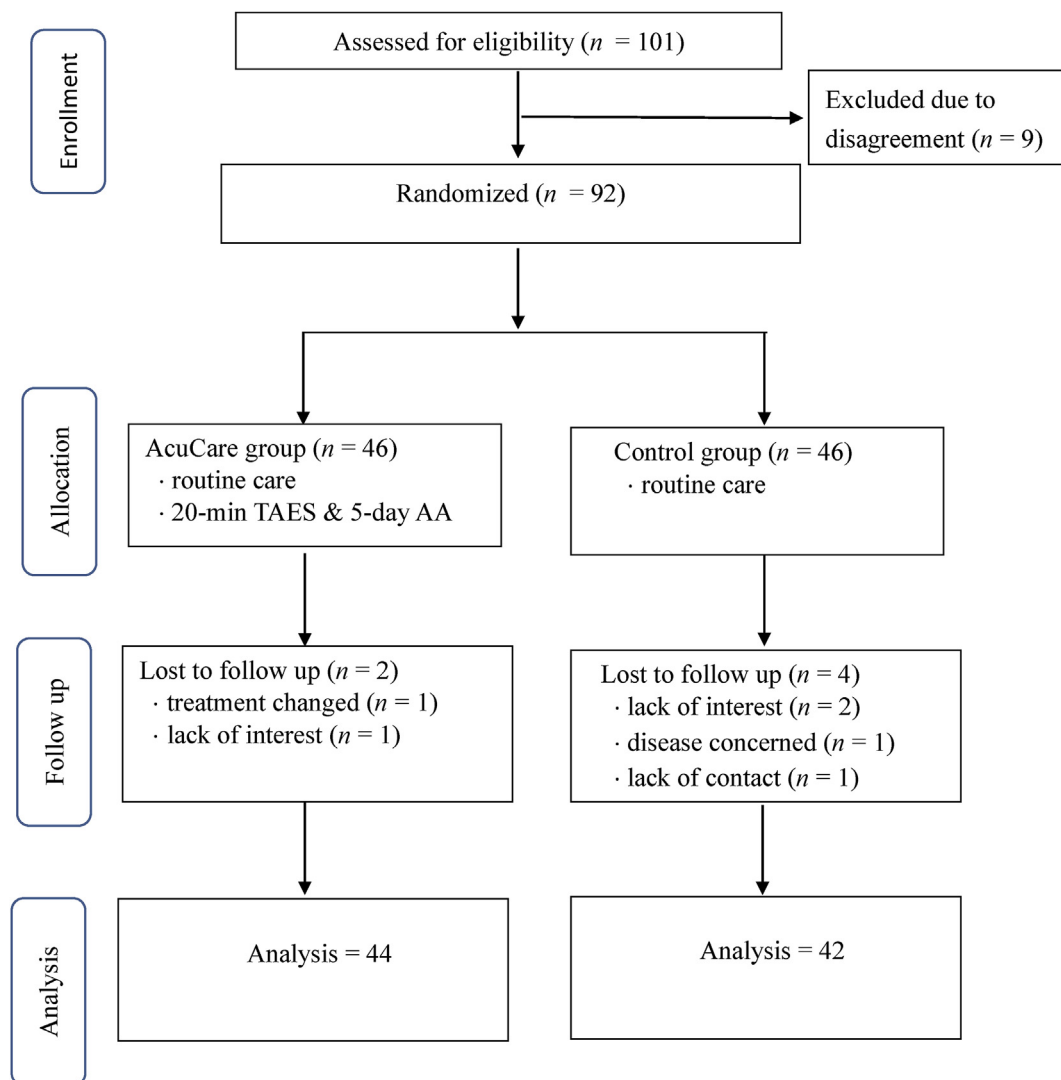 Enrollment
Assessed for eligibility (n = 101)
Excluded due to
disagreement (n = 9)
Randomized (n = 92)
Allocation
AcuCare group (n = 46)
· routine care
· 20-min TAES & 5-day AA
Control group (n = 46)
· routine care
Follow up
Lost to follow up (n = 2)
· treatment changed (n = 1)
· lack of interest (n = 1)
Lost to follow up (n = 4)
· lack of interest (n = 2)
· disease concerned (n = 1)
· lack of contact (n = 1)
Analysis
Analysis = 44
Analysis = 42